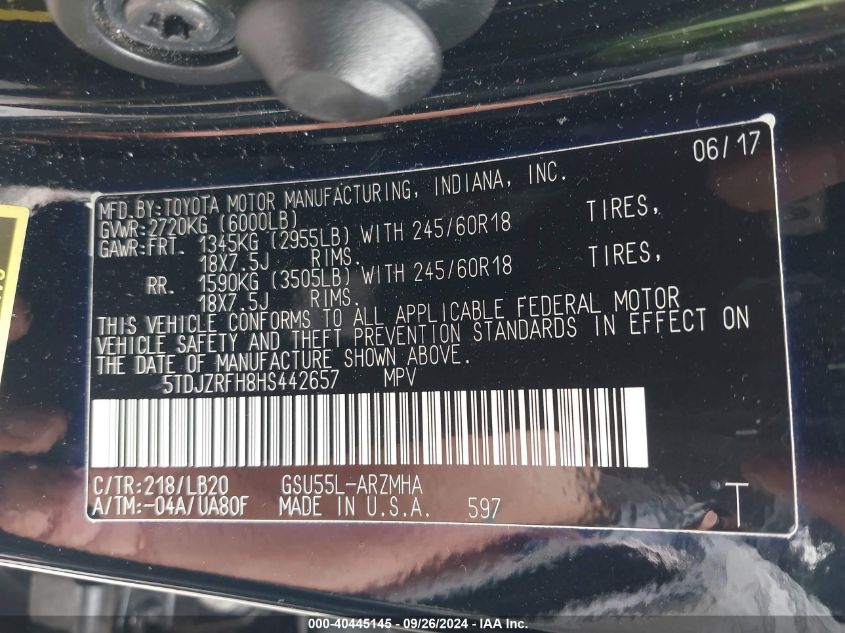 06/17
MFD.BY:TOYOTA MOTOR MANUFACTURING, INDIANA, INC.
GVWR:2720KG (6000LB)
GAWR:FRT. 1345KG (2955LB) WITH 245/60R18 TIRES,
18X7.5J RIMS.
RR. 1590KG (3505LB) WITH 245/60R18 TIRES,
18X7.5J RIMS.
THIS VEHICLE CONFORMS TO ALL APPLICABLE FEDERAL MOTOR
VEHICLE SAFETY AND THEFT PREVENTION STANDARDS IN EFFECT ON
THE DATE OF MANUFACTURE SHOWN ABOVE.
5TDJZRFH8HS442657 MPV
C/TR:218/LB20 GSU55L-ARZMHA
A/TM:-04A/UA80F MADE IN U.S.A. 597 T
000-40445145 - 09/26/2024 - IAA Inc.